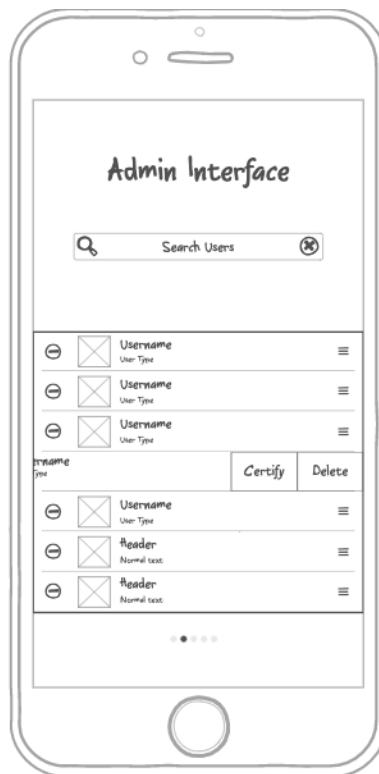 Admin Interface
Search Users
Username
User Type
Username
User Type
Username
User Type
ername
Type
Certify Delete
Username
User Type
Header
Normal text
Header
Normal text